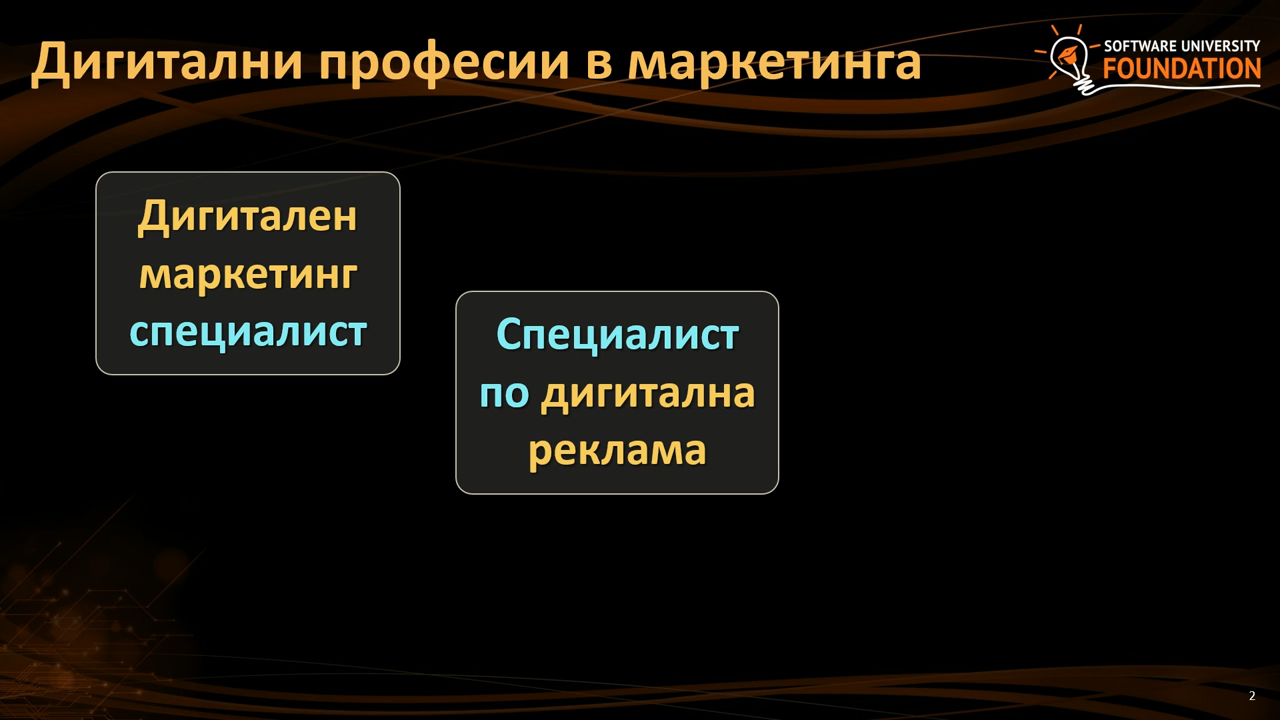 Дигитални професии в маркетинга
SOFTWARE UNIVERSITY
FOUNDATION
Дигитален
маркетинг
специалист
Специалист
по дигитална
реклама
2